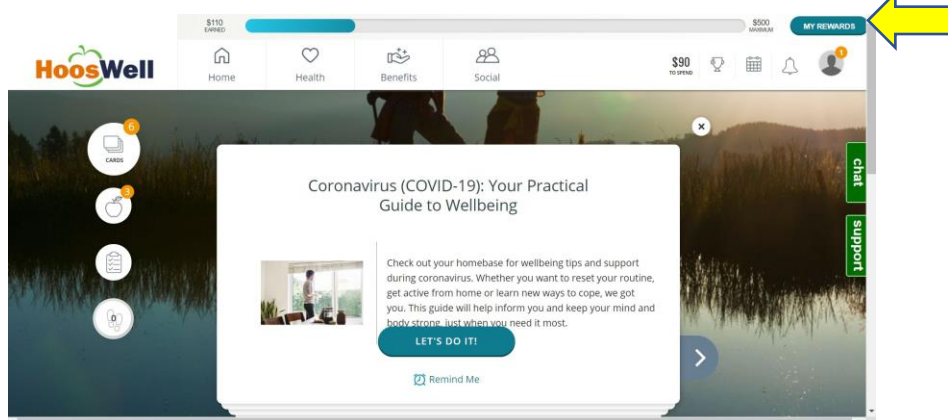 $110
EARNED
$500
MAXIMUM
MY REWARDS
HoosWell
Home
Health
Benefits
Social
$90
TO SPEND
1
6
CARDS
3
0
×
Coronavirus (COVID-19): Your Practical
Guide to Wellbeing
Check out your homebase for wellbeing tips and support
during coronavirus. Whether you want to reset your routine,
get active from home or learn new ways to cope, we got
you. This guide will help inform you and keep your mind and
body strong, just when you need it most.
LET'S DO IT!
Remind Me
chat
support